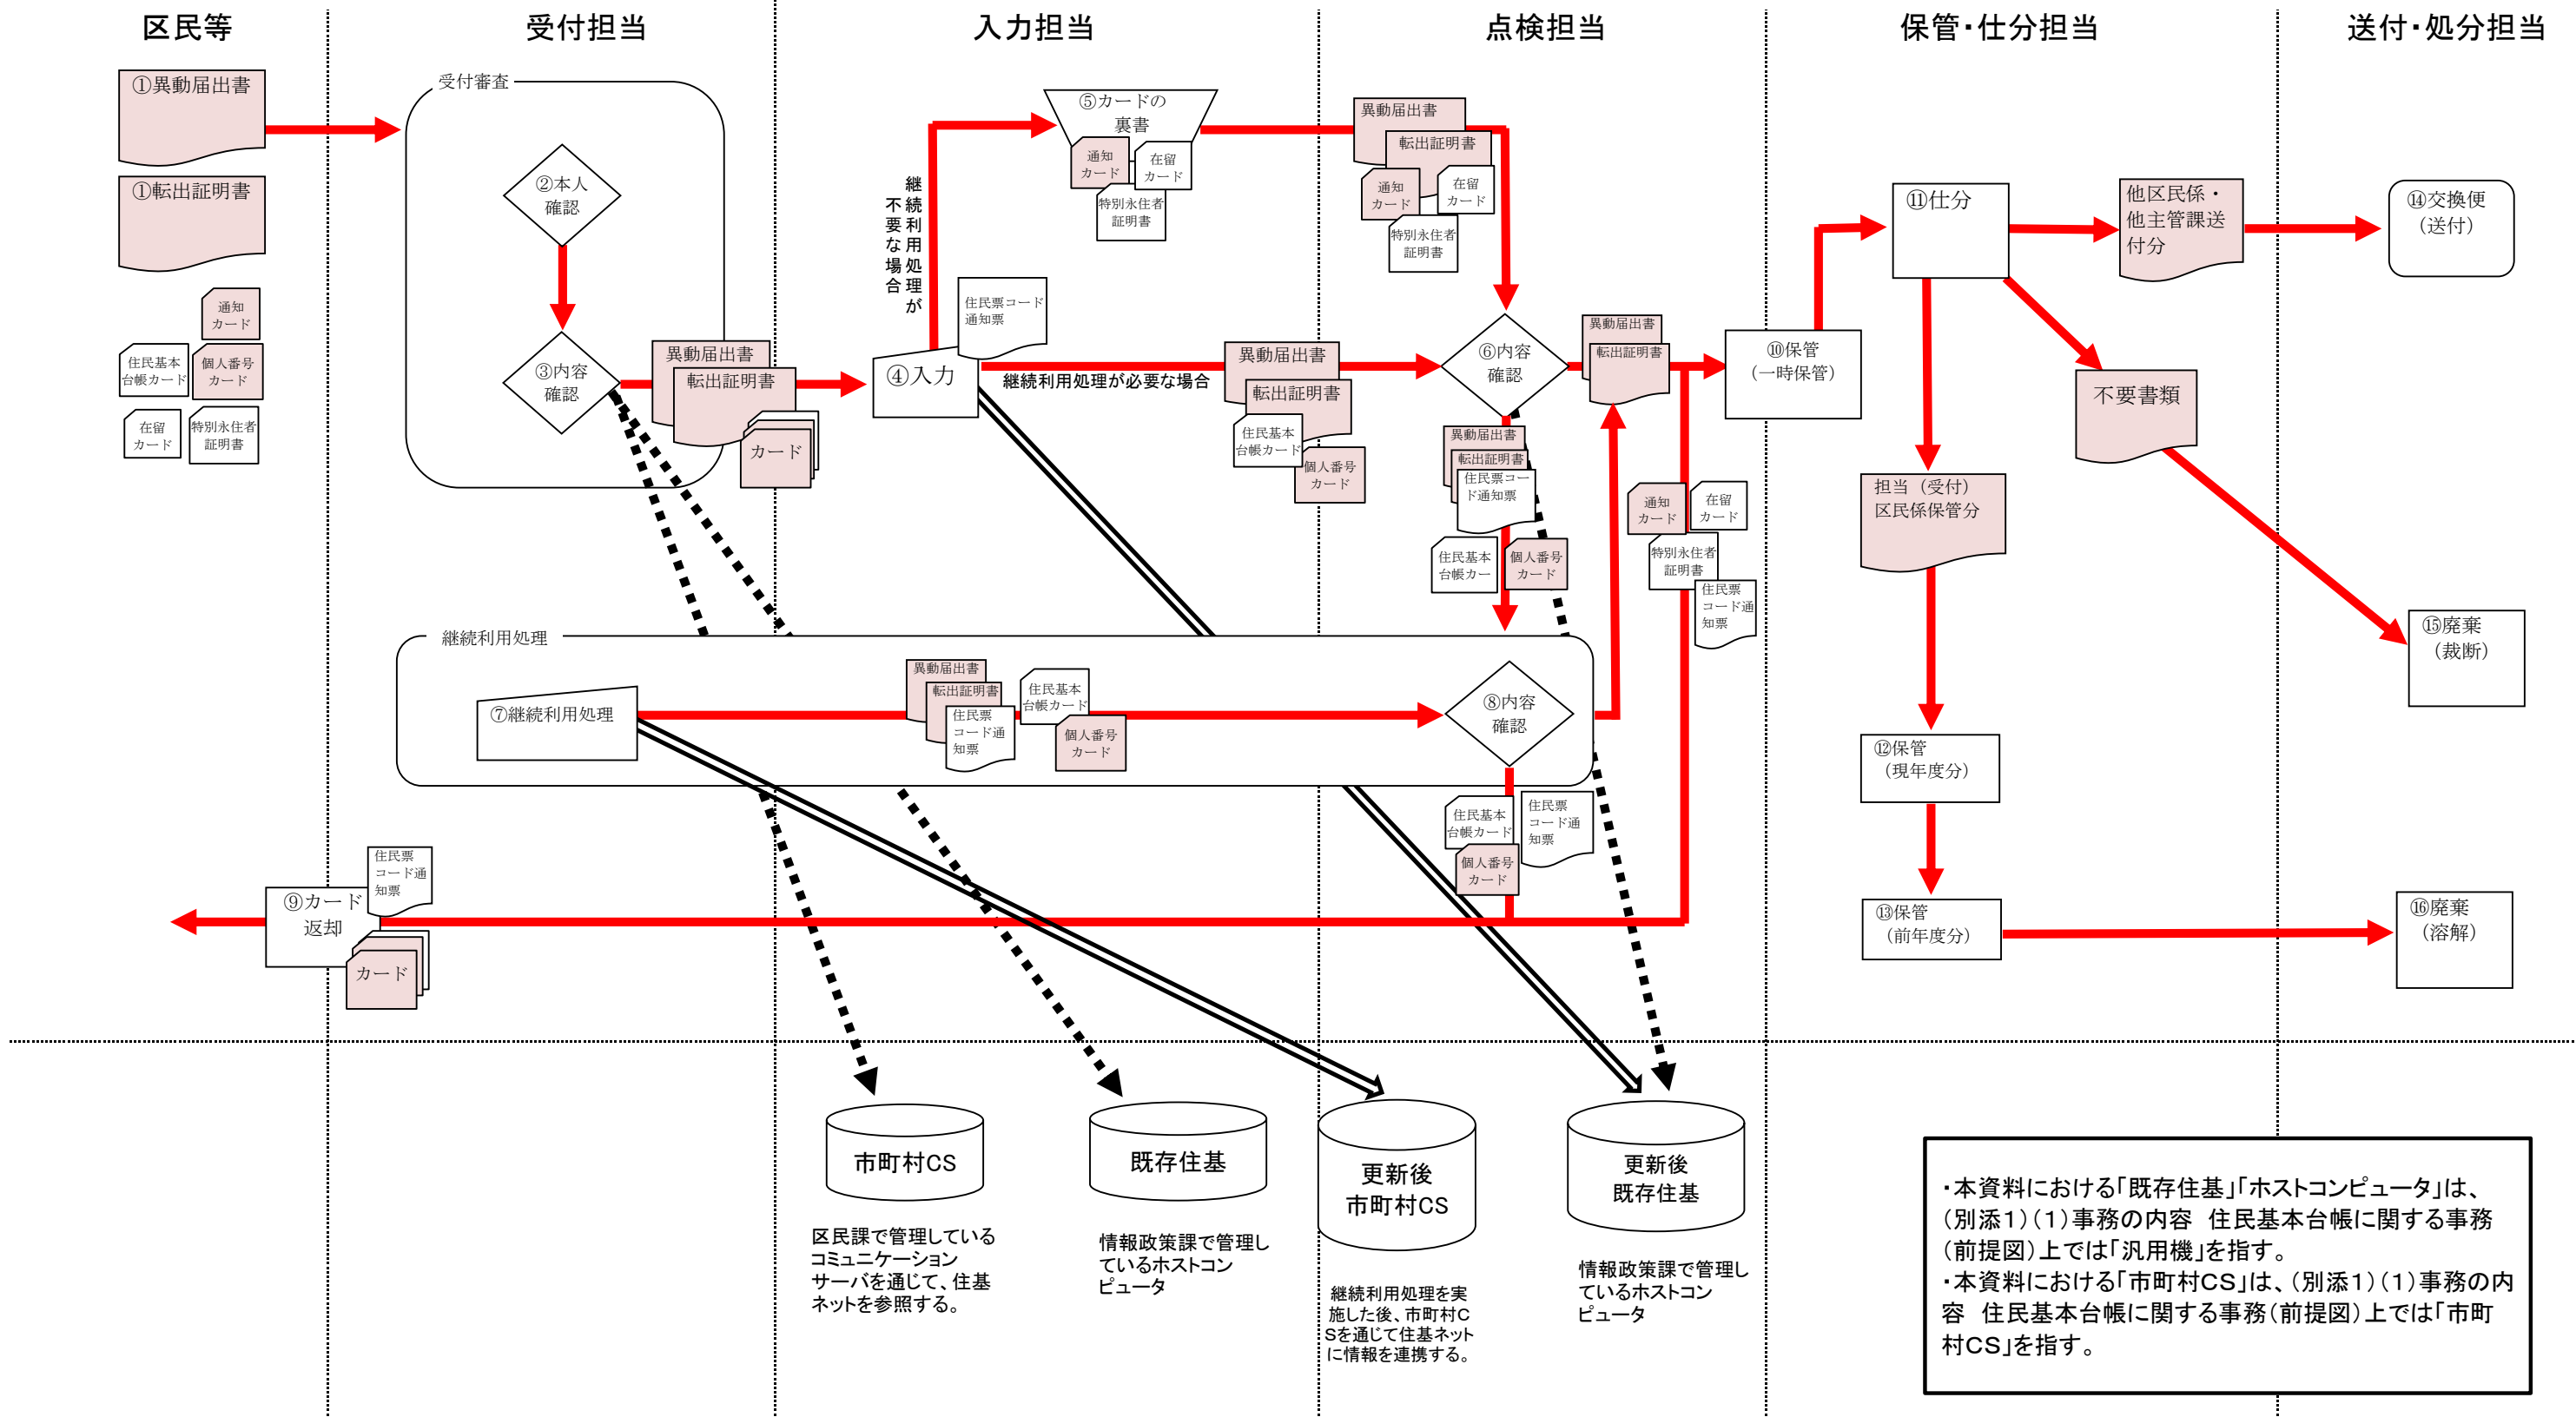 区民等
受付担当
入力担当
点検担当
保管・仕分担当
送付・処分担当
①異動届出書
①転出証明書
通知
カード
住民基本
台帳カード
個人番号
カード
在留
カード
特別永住者
証明書
受付審査
②本人
確認
③内容
確認
異動届出書
転出証明書
カード
④入力
住民票コード
通知票
継続利用処理が
不要な場合
⑤カードの
裏書
通知
カード
在留
カード
特別永住者
証明書
継続利用処理が必要な場合
異動届出書
転出証明書
住民基本
台帳カード
個人番号
カード
異動届出書
転出証明書
通知
カード
在留
カード
特別永住者
証明書
⑥内容
確認
異動届出書
転出証明書
異動届出書
転出証明書
住民票コー
ド通知票
住民基本
台帳カー
個人番号
カード
通知
カード
在留
カード
特別永住者
証明書
住民票
コード通
知票
継続利用処理
⑦継続利用処理
異動届出書
転出証明書
住民票
コード通
知票
住民基本
台帳カード
個人番号
カード
⑧内容
確認
住民基本
台帳カード
個人番号
カード
住民票
コード通
知票
⑨カード
返却
住民票
コード通
知票
カード
⑩保管
（一時保管）
⑪仕分
他区民係・
他主管課送
付分
不要書類
担当（受付）
区民係保管分
⑫保管
（現年度分）
⑬保管
（前年度分）
⑭交換便
（送付）
⑮廃棄
（裁断）
⑯廃棄
（溶解）
市町村CS
区民課で管理している
コミュニケーション
サーバを通じて、住基
ネットを参照する。
既存住基
情報政策課で管理し
ているホストコン
ピュータ
更新後
市町村CS
継続利用処理を実
施した後、市町村C
Sを通じて住基ネット
に情報を連携する。
更新後
既存住基
情報政策課で管理し
ているホストコン
ピュータ
・本資料における「既存住基」「ホストコンピュータ」は、
（別添１）（１）事務の内容　住民基本台帳に関する事務
（前提図）上では「汎用機」を指す。
・本資料における「市町村CS」は、（別添１）（１）事務の内
容　住民基本台帳に関する事務（前提図）上では「市町
村CS」を指す。